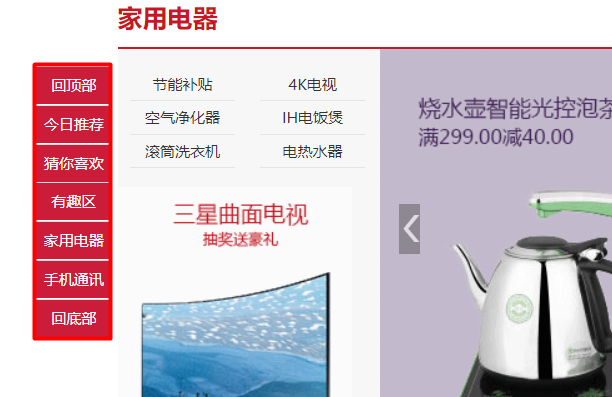 家用电器
回顶部
今日推荐
猜你喜欢
有趣区
家用电器
手机通讯
回底部
节能补贴
4K电视
空气净化器
IH电饭煲
滚筒洗衣机
电热水器
三星曲面电视
抽奖送豪礼
烧水壶智能光控泡茶
满299.00减40.00